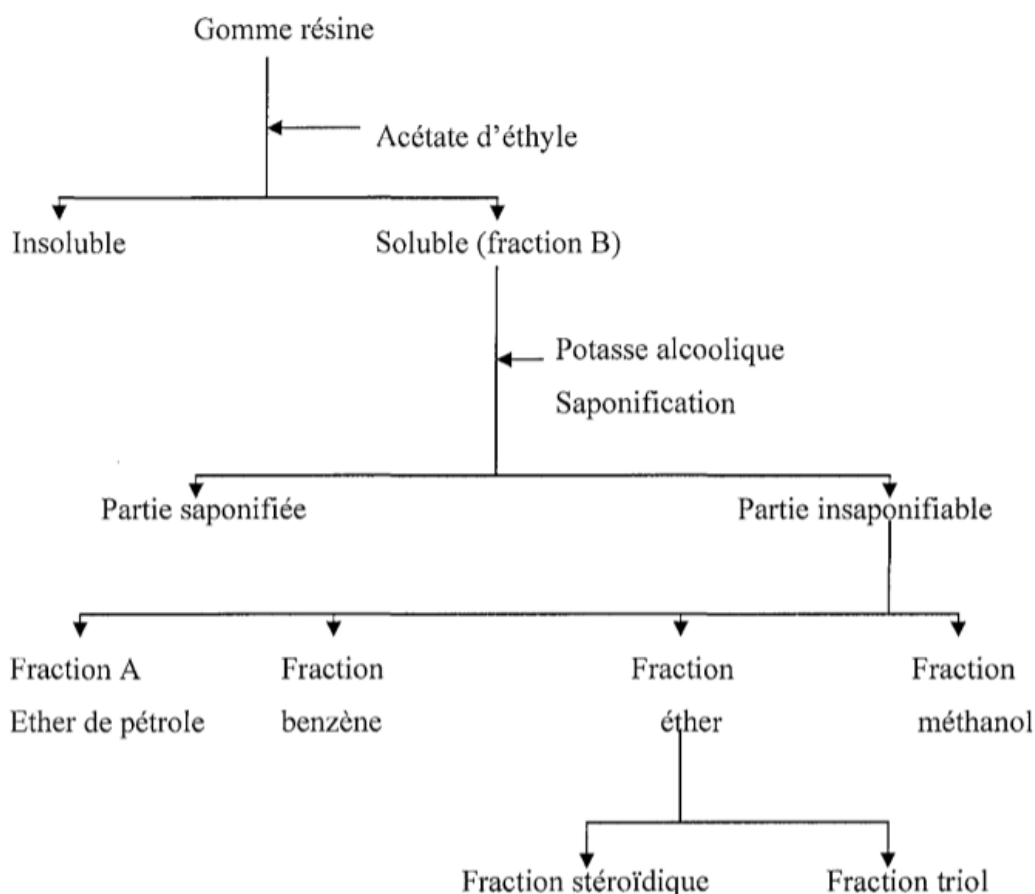 Gomme résine
Acétate d'éthyle
Insoluble
Soluble (fraction B)
Potasse alcoolique
Saponification
Partie saponifiée
Partie insaponifiable
Fraction A
Fraction
Fraction
Fraction
Ether de pétrole
benzène
éther
méthanol
Fraction stéroïdique
Fraction triol